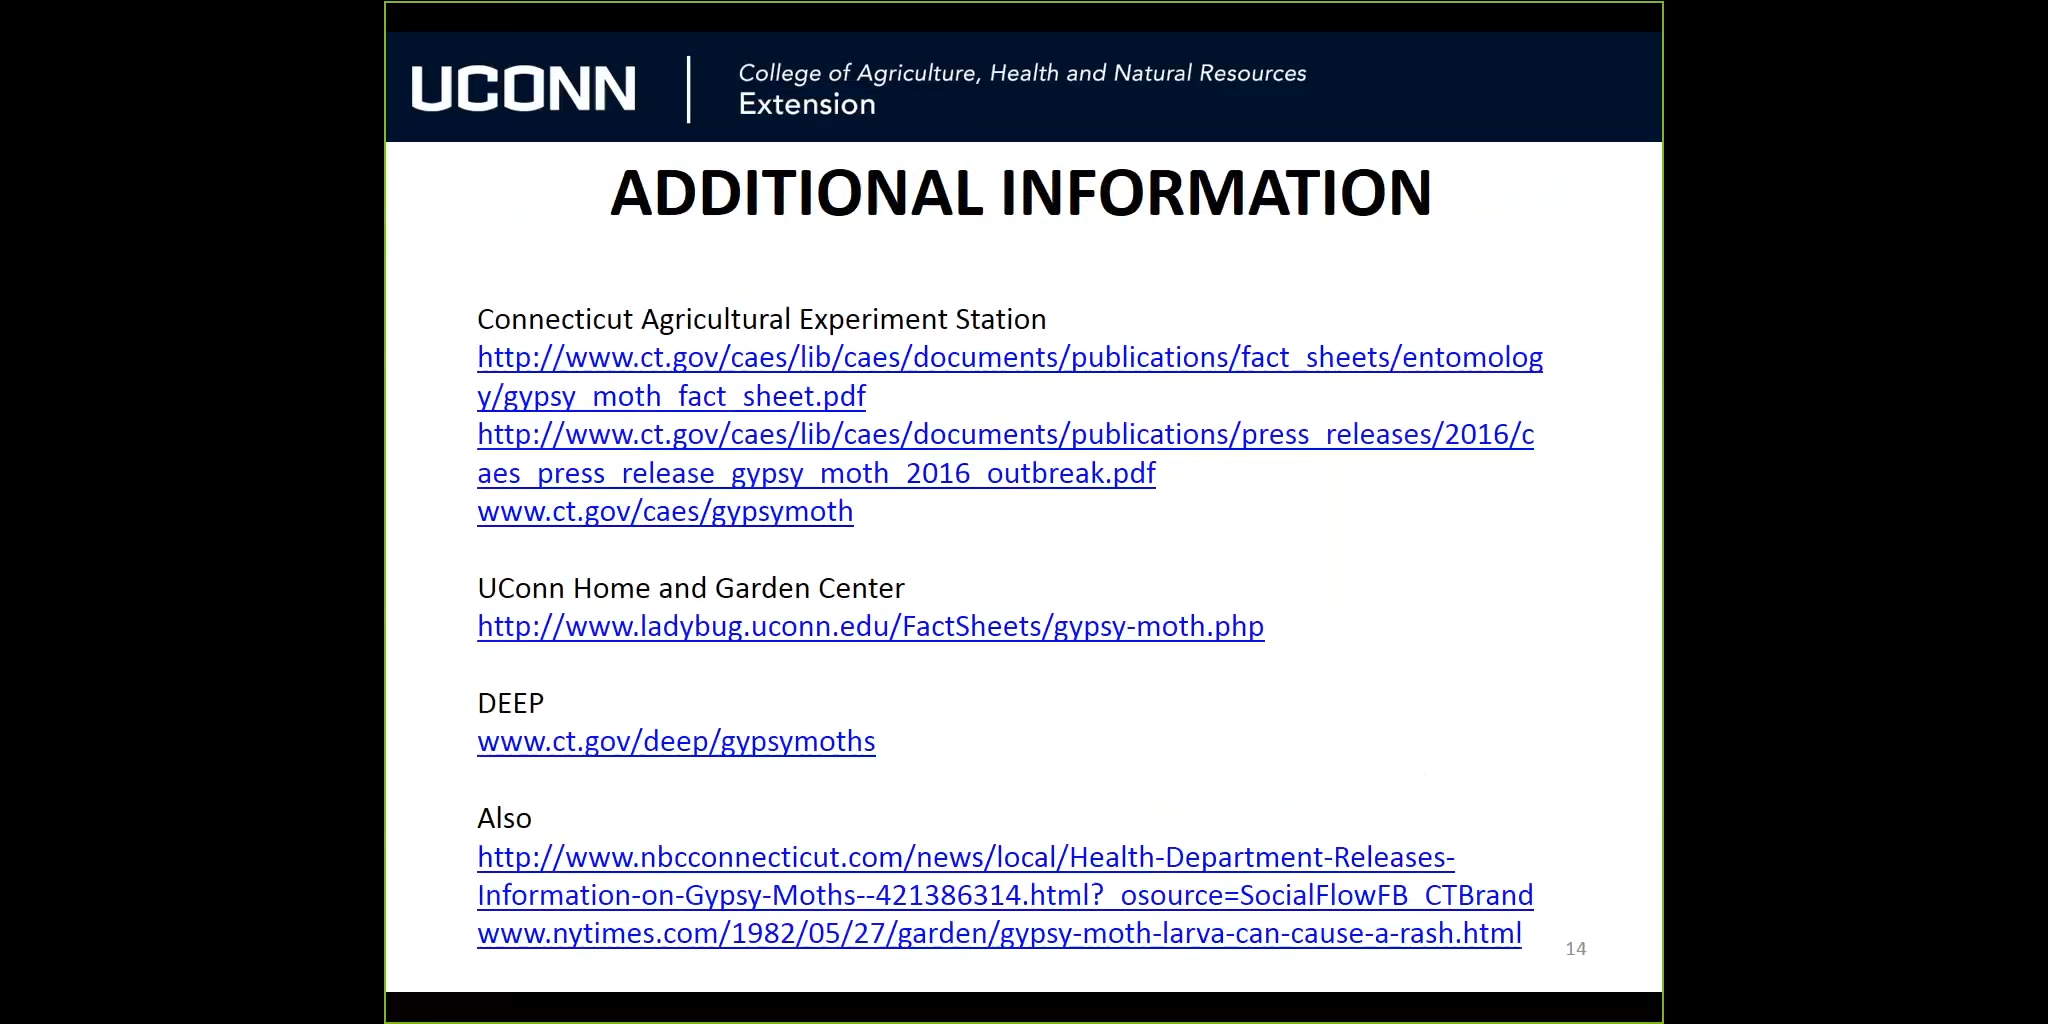 UCONN
College of Agriculture, Health and Natural Resources
Extension
ADDITIONAL INFORMATION
Connecticut Agricultural Experiment Station
http://www.ct.gov/caes/lib/caes/documents/publications/fact_sheets/entomolog
y/gypsy_moth_fact_sheet.pdf
http://www.ct.gov/caes/lib/caes/documents/publications/press_releases/2016/c
aes_press_release_gypsy_moth_2016_outbreak.pdf
www.ct.gov/caes/gypsymoth
UConn Home and Garden Center
http://www.ladybug.uconn.edu/FactSheets/gypsy-moth.php
DEEP
www.ct.gov/deep/gypsymoths
Also
http://www.nbcconnecticut.com/news/local/Health-Department-Releases-
Information-on-Gypsy-Moths--421386314.html?_osource=SocialFlowFB_CTBrand
www.nytimes.com/1982/05/27/garden/gypsy-moth-larva-can-cause-a-rash.html
14